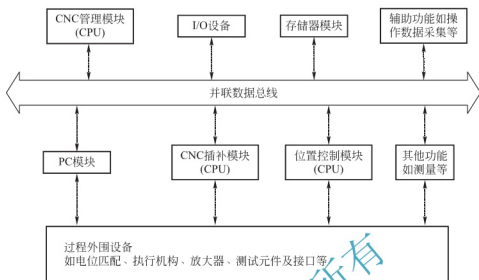 CNC管理模块
(CPU)
I/O设备
存储器模块
辅助功能如操
作数据采集等
并联数据总线
PC模块
CNC插补模块
(CPU)
位置控制模块
(CPU)
其他功能
如测量等
过程外围设备
如电位匹配、执行机构、放大器、测试元件及接口等
所有